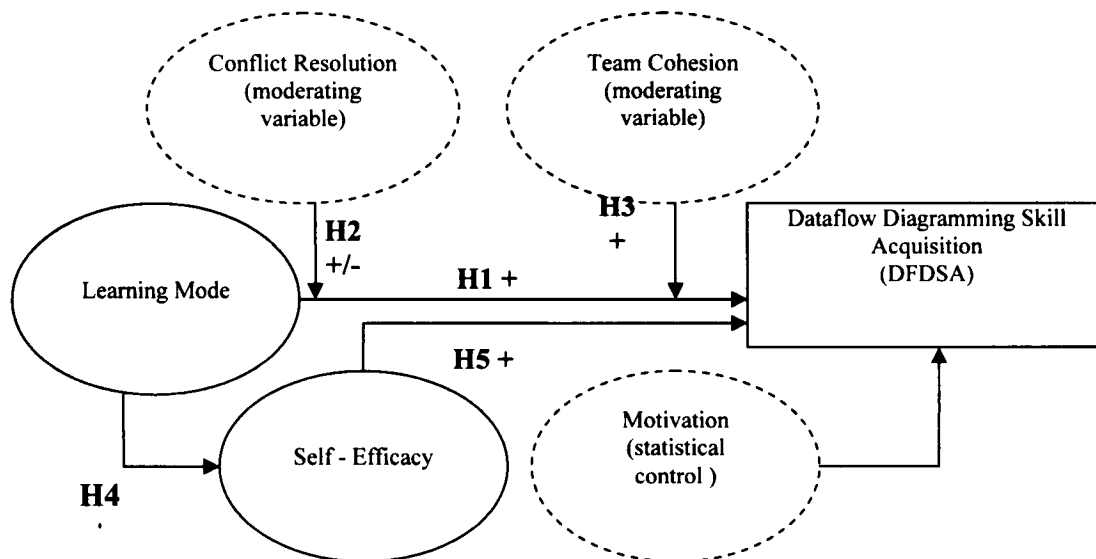 Conflict Resolution
(moderating
variable)
Team Cohesion
(moderating
variable)
H2
+/-
H3
+
Dataflow Diagramming Skill
Acquisition
(DFDSA)
Learning Mode
H1 +
H5 +
Self - Efficacy
Motivation
(statistical
control )
H4